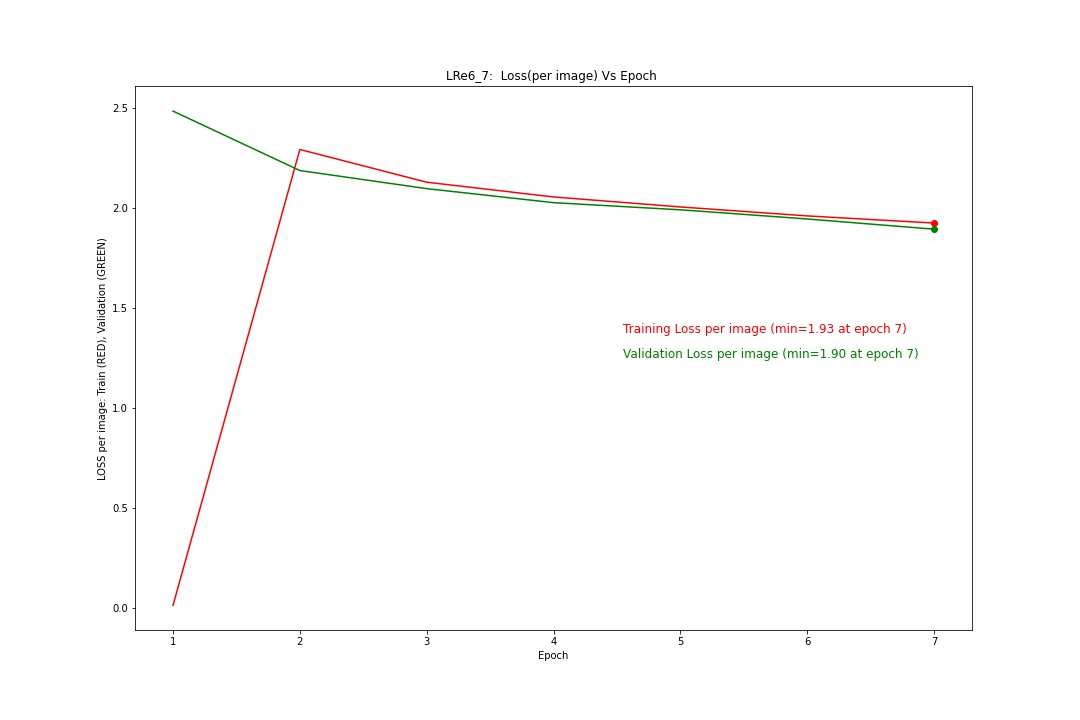 LRe6_7:  Loss(per image) Vs Epoch
LOSS per image: Train (RED), Validation (GREEN)
2.5
2.0
1.5
1.0
0.5
0.0
Training Loss per image (min=1.93 at epoch 7)
Validation Loss per image (min=1.90 at epoch 7)
1 2 3 4 5 6 7
Epoch